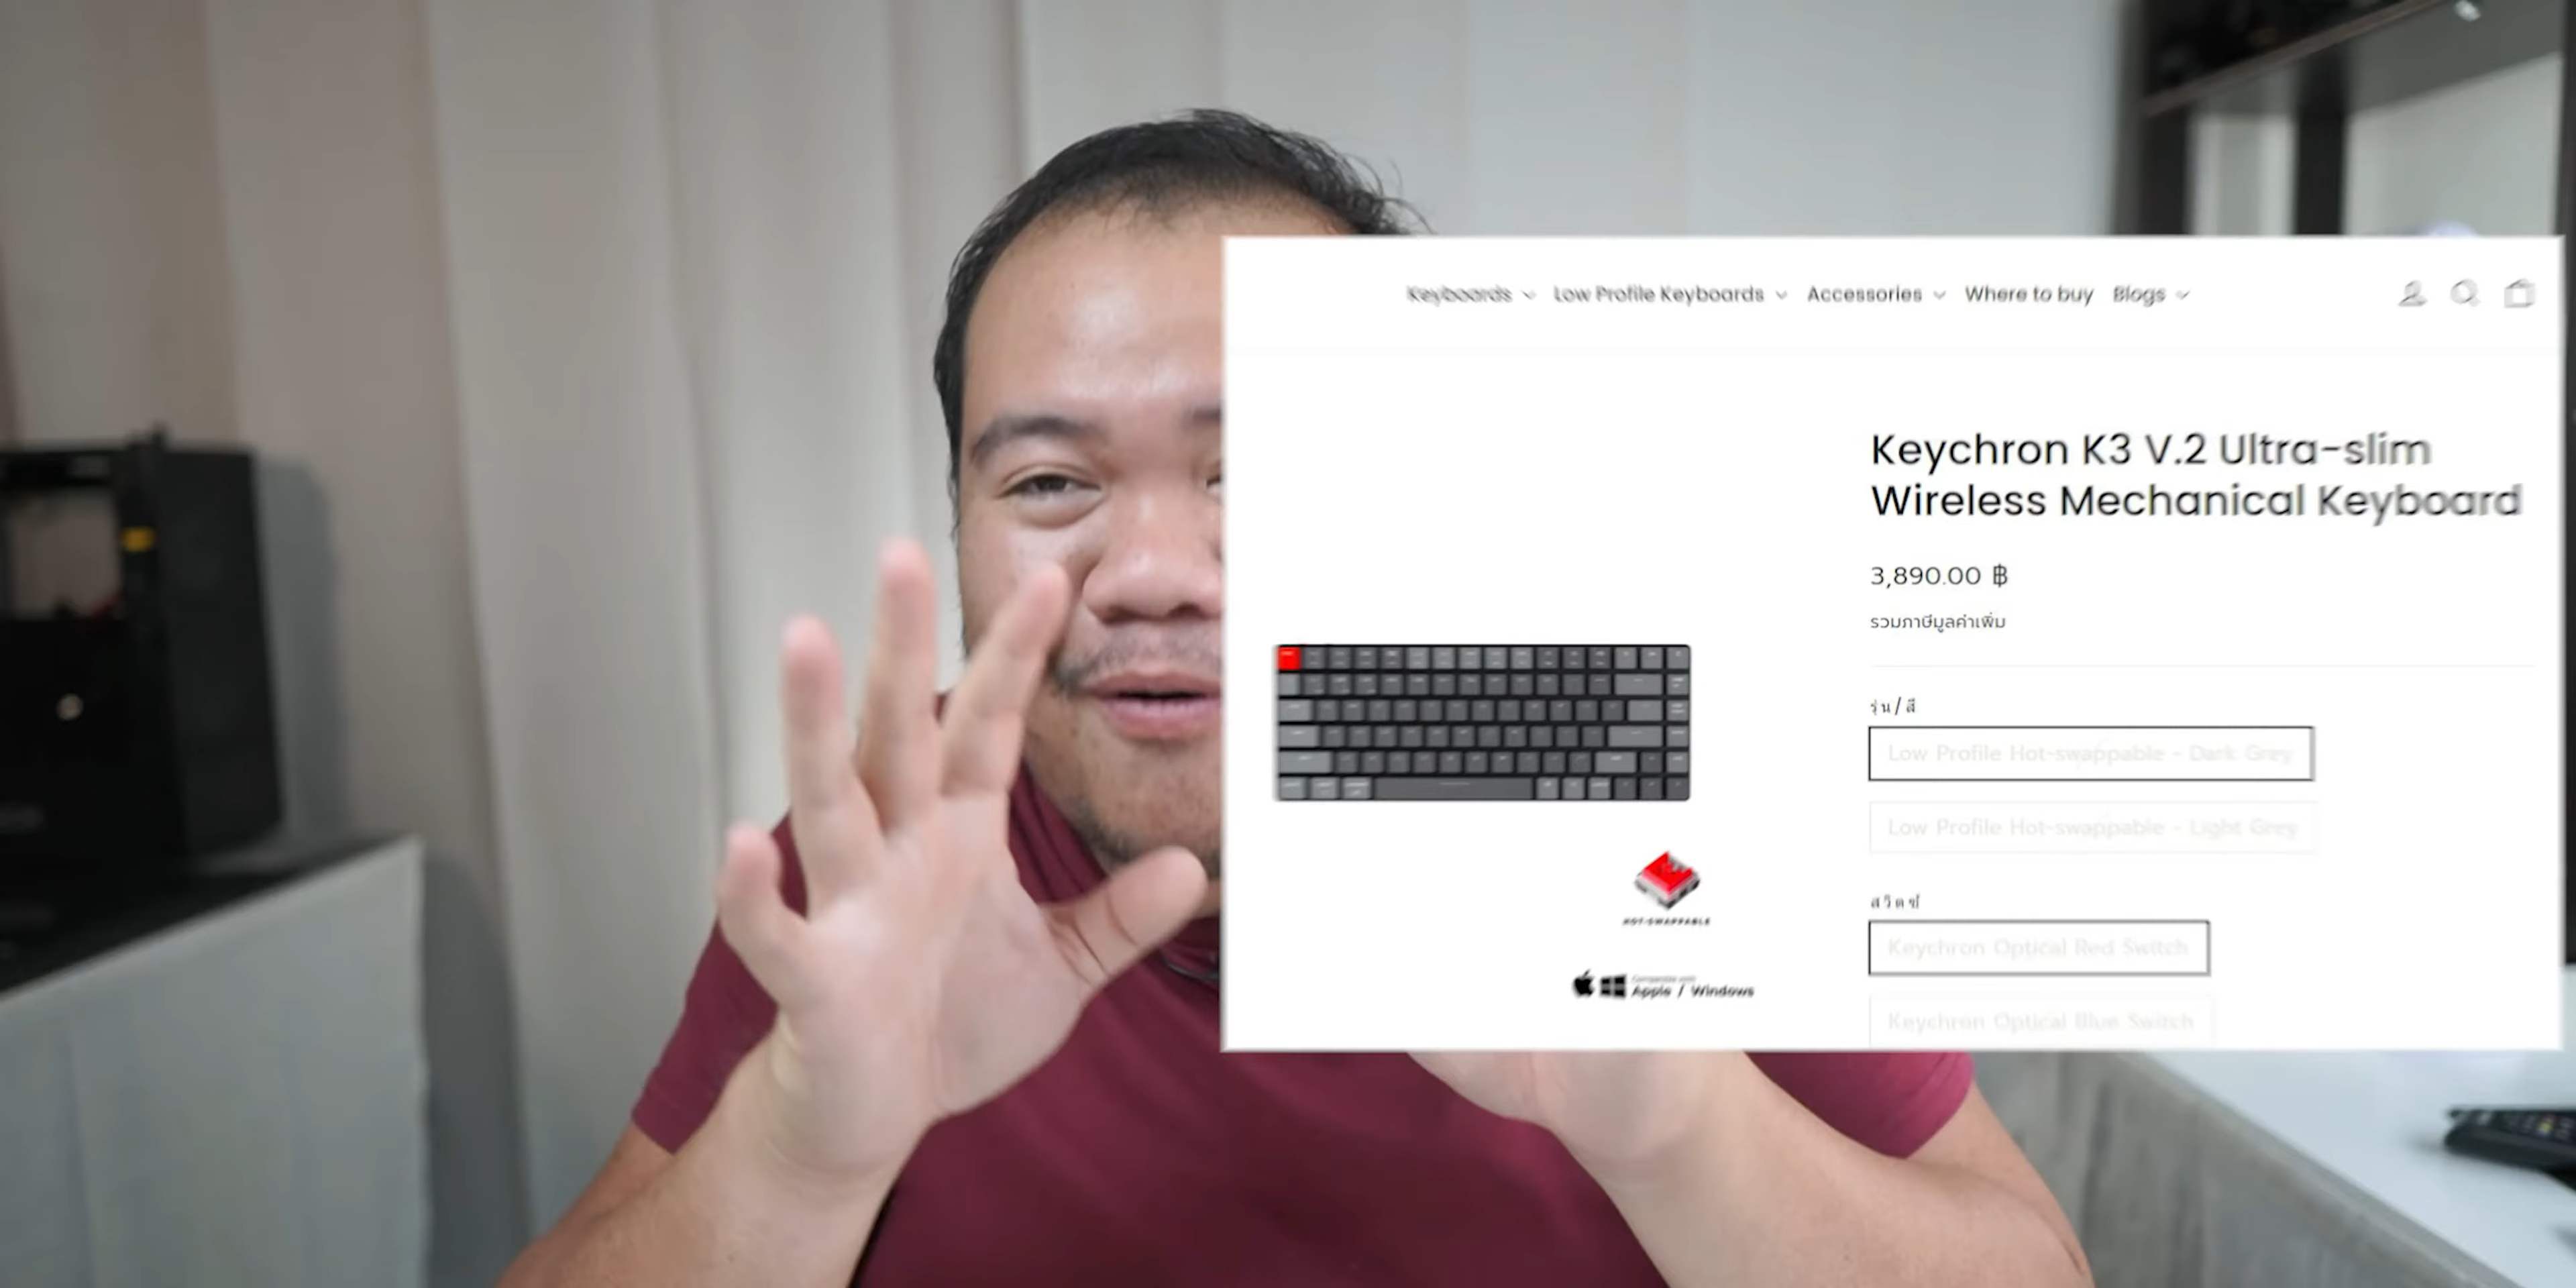 Keyboards
Low Profile Keyboards
Accessories
Where to buy
Blogs
Keychron K3 V.2 Ultra-slim
Wireless Mechanical Keyboard
3,890.00 ฿
รวมภาษีมูลค่าเพิ่ม
รุ่น / สี
Low Profile Hot-swappable - Dark Grey
Low Profile Hot-swappable - Light Grey
HOT-SWAPPABLE
สวิตซ์
Keychron Optical Red Switch
Apple / Windows
Keychron Optical Blue Switch